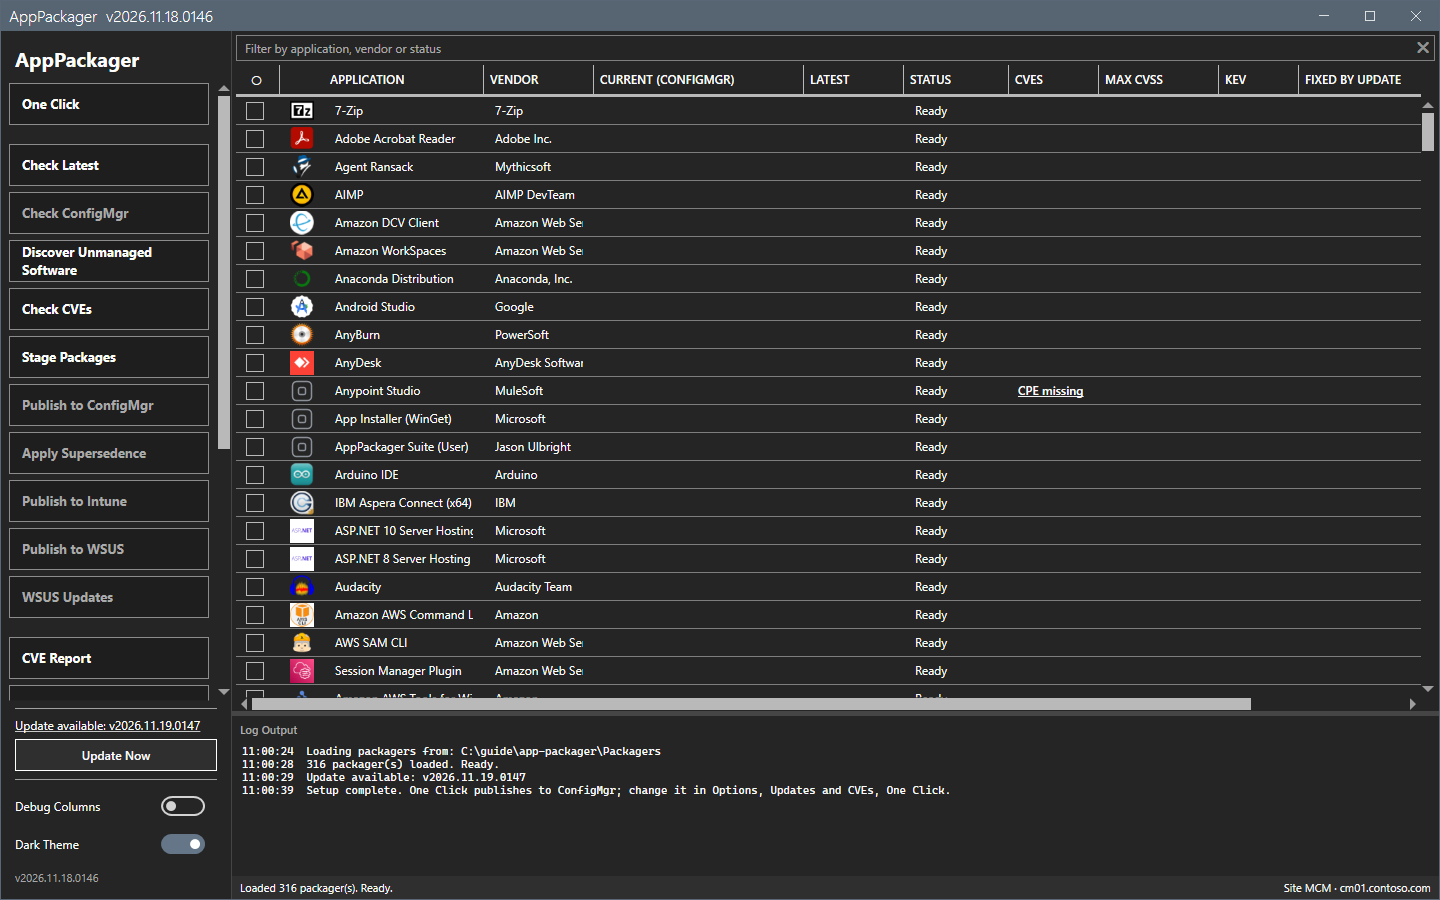 AppPackager v2026.11.18.0146
AppPackager
One Click
Check Latest
Check ConfigMgr
Discover Unmanaged
Software
Check CVEs
Stage Packages
Publish to ConfigMgr
Apply Supersedence
Publish to Intune
Publish to WSUS
WSUS Updates
CVE Report
Update available: v2026.11.19.0147
Update Now
Debug Columns
Dark Theme
v2026.11.18.0146
Filter by application, vendor or status
APPLICATION VENDOR CURRENT (CONFIGMGR) LATEST STATUS CVES MAX CVSS KEV FIXED BY UPDATE
7-Zip 7-Zip Ready
Adobe Acrobat Reader Adobe Inc. Ready
Agent Ransack Mythicsoft Ready
AIMP AIMP DevTeam Ready
Amazon DCV Client Amazon Web Se Ready
Amazon WorkSpaces Amazon Web Se Ready
Anaconda Distribution Anaconda, Inc. Ready
Android Studio Google Ready
AnyBurn PowerSoft Ready
AnyDesk AnyDesk Softwar Ready
Anypoint Studio MuleSoft Ready CPE missing
App Installer (WinGet) Microsoft Ready
AppPackager Suite (User) Jason Ulbright Ready
Arduino IDE Arduino Ready
IBM Aspera Connect (x64) IBM Ready
ASP.NET 10 Server Hosting Microsoft Ready
ASP.NET 8 Server Hosting Microsoft Ready
Audacity Audacity Team Ready
Amazon AWS Command L Amazon Ready
AWS SAM CLI Amazon Web Se Ready
Session Manager Plugin Amazon Web Se Ready
Amazon AWS Tools for Wi Amazon Ready
Log Output
11:00:24 Loading packagers from: C:\guide\app-packager\Packagers
11:00:28 316 packager(s) loaded. Ready.
11:00:29 Update available: v2026.11.19.0147
11:00:39 Setup complete. One Click publishes to ConfigMgr; change it in Options, Updates and CVEs, One Click.
Loaded 316 packager(s). Ready.
Site MCM · cm01.contoso.com